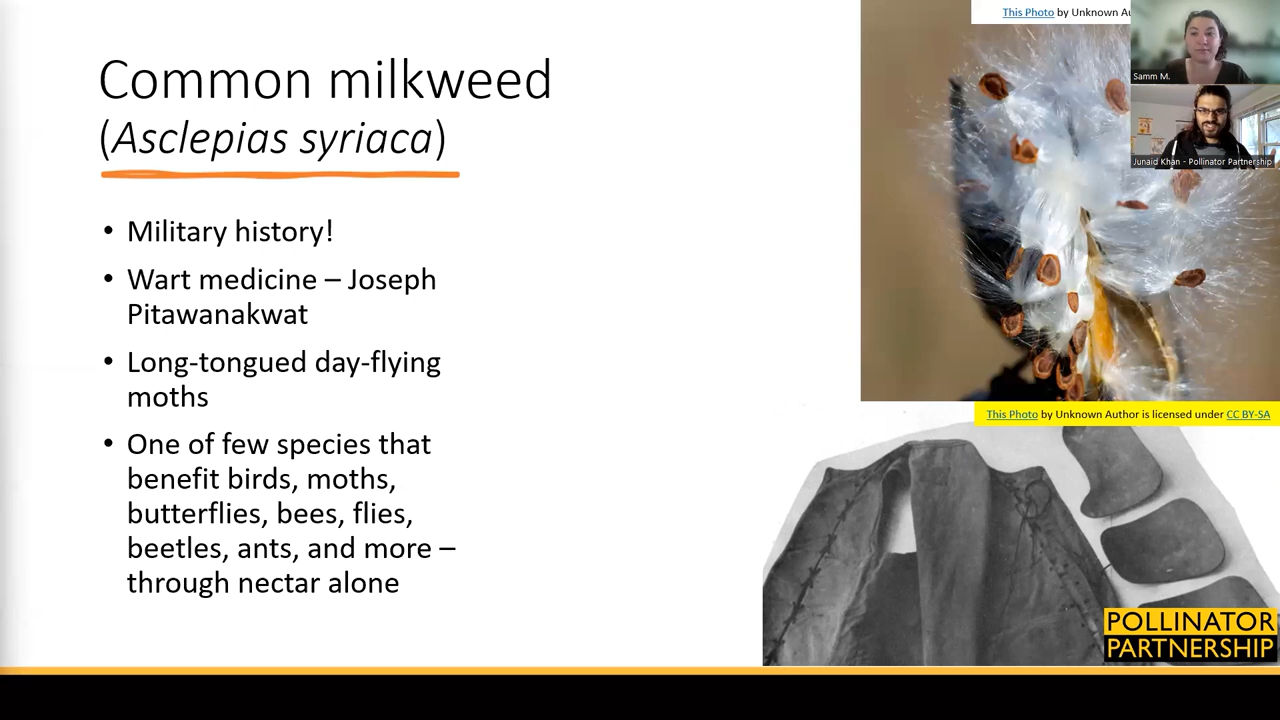 Common milkweed
(Asclepias syriaca)
• Military history!
• Wart medicine – Joseph
Pitawanakwat
• Long-tongued day-flying
moths
• One of few species that
benefit birds, moths,
butterflies, bees, flies,
beetles, ants, and more –
through nectar alone
This Photo by Unknown Au
Samm M.
Junaid Khan - Pollinator Partnership
This Photo by Unknown Author is licensed under CC BY-SA
POLLINATOR
PARTNERSHIP